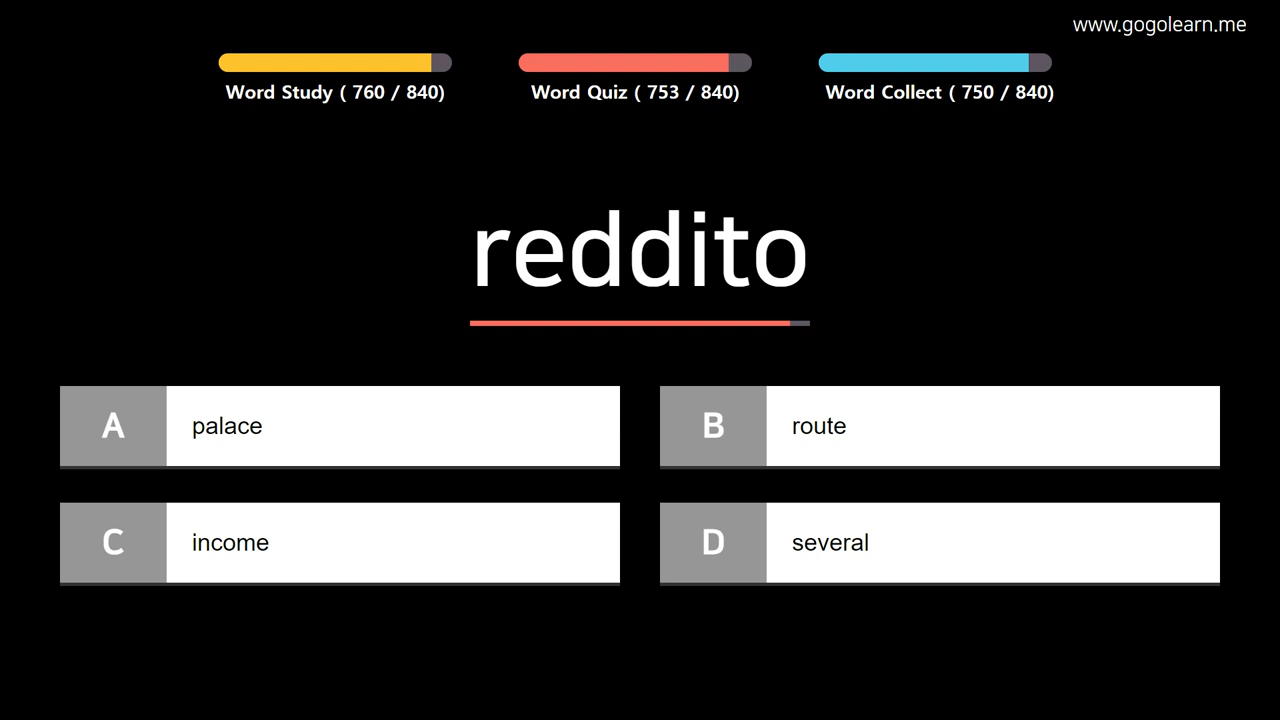 www.gogolearn.me
Word Study ( 760 / 840)
Word Quiz ( 753 / 840)
Word Collect ( 750 / 840)
reddito
A palace
B route
C income
D several